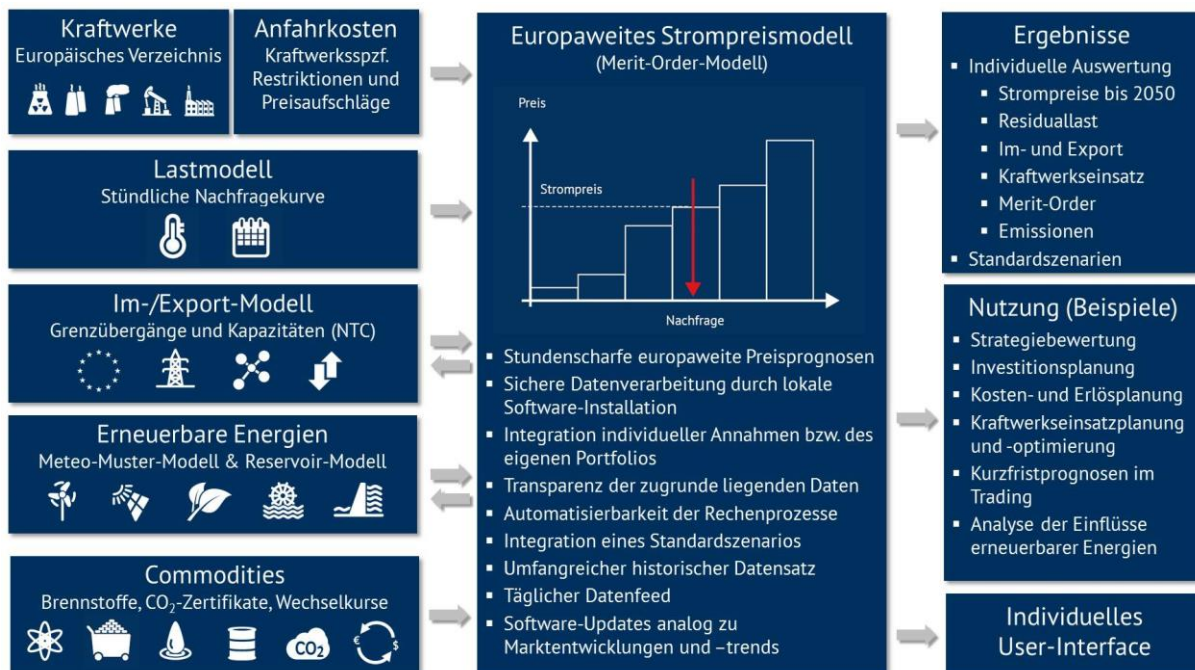 Kraftwerke
Europäisches Verzeichnis
Anfahrkosten
Kraftwerksspzf.
Restriktionen und
Preisaufschläge
Lastmodell
Stündliche Nachfragekurve
Im-/Export-Modell
Grenzübergänge und Kapazitäten (NTC)
Erneuerbare Energien
Meteo-Muster-Modell & Reservoir-Modell
Commodities
Brennstoffe, CO₂-Zertifikate, Wechselkurse
CO₂
€
$
Europaweites Strompreismodell
(Merit-Order-Modell)
Preis
Strompreis
Nachfrage
▪ Stundenscharfe europaweite Preisprognosen
▪ Sichere Datenverarbeitung durch lokale
Software-Installation
▪ Integration individueller Annahmen bzw. des
eigenen Portfolios
▪ Transparenz der zugrunde liegenden Daten
▪ Automatisierbarkeit der Rechenprozesse
▪ Integration eines Standardszenarios
▪ Umfangreicher historischer Datensatz
▪ Täglicher Datenfeed
▪ Software-Updates analog zu
Marktentwicklungen und –trends
Ergebnisse
▪ Individuelle Auswertung
▪ Strompreise bis 2050
▪ Residuallast
▪ Im- und Export
▪ Kraftwerkseinsatz
▪ Merit-Order
▪ Emissionen
▪ Standardszenarien
Nutzung (Beispiele)
▪ Strategiebewertung
▪ Investitionsplanung
▪ Kosten- und Erlösplanung
▪ Kraftwerkseinsatzplanung
und -optimierung
▪ Kurzfristprognosen im
Trading
▪ Analyse der Einflüsse
erneuerbarer Energien
Individuelles
User-Interface